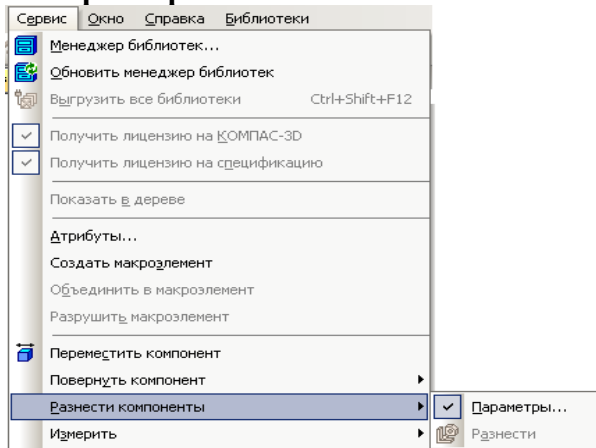 Сервис Окно Справка Библиотеки
Менеджер библиотек...
Обновить менеджер библиотек
Выгрузить все библиотеки Ctrl+Shift+F12
Получить лицензию на КОМПАС-3D
Получить лицензию на спецификацию
Показать в дереве
Атрибуты...
Создать макроэлемент
Объединить в макроэлемент
Разрушить макроэлемент
Переместить компонент
Повернуть компонент
Разнести компоненты Параметры...
Измерить Разнести